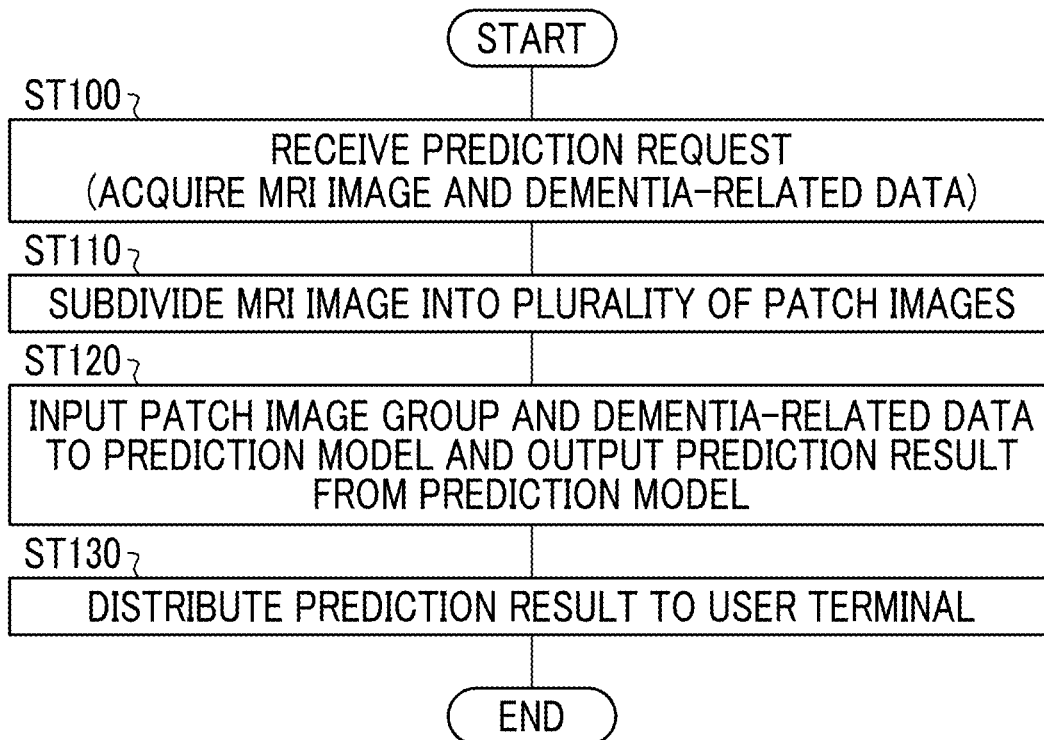 START
ST100
RECEIVE PREDICTION REQUEST
(ACQUIRE MRI IMAGE AND DEMENTIA-RELATED DATA)
ST110
SUBDIVIDE MRI IMAGE INTO PLURALITY OF PATCH IMAGES
ST120
INPUT PATCH IMAGE GROUP AND DEMENTIA-RELATED DATA
TO PREDICTION MODEL AND OUTPUT PREDICTION RESULT
FROM PREDICTION MODEL
ST130
DISTRIBUTE PREDICTION RESULT TO USER TERMINAL
END